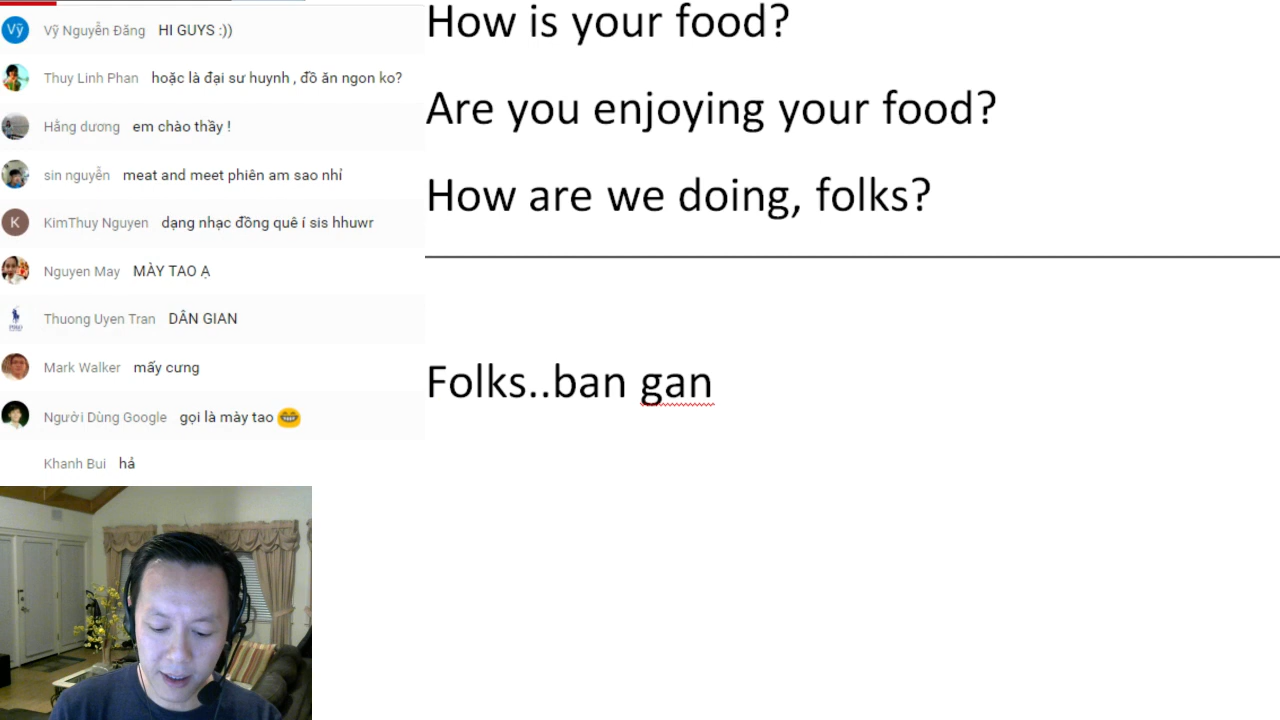 Vỹ Nguyễn Đăng HI GUYS :))
Thuy Linh Phan hoặc là đại sư huynh , đồ ăn ngon ko?
Hằng dương em chào thầy !
sin nguyễn meat and meet phiên am sao nhỉ
KimThuy Nguyen dạng nhạc đồng quê í sis hhuwr
Nguyen May MÀY TAO Ạ
Thuong Uyen Tran DÂN GIAN
Mark Walker mấy cưng
Người Dùng Google gọi là mày tao 😂
Khanh Bui hả
How is your food?
Are you enjoying your food?
How are we doing, folks?
Folks..ban gan